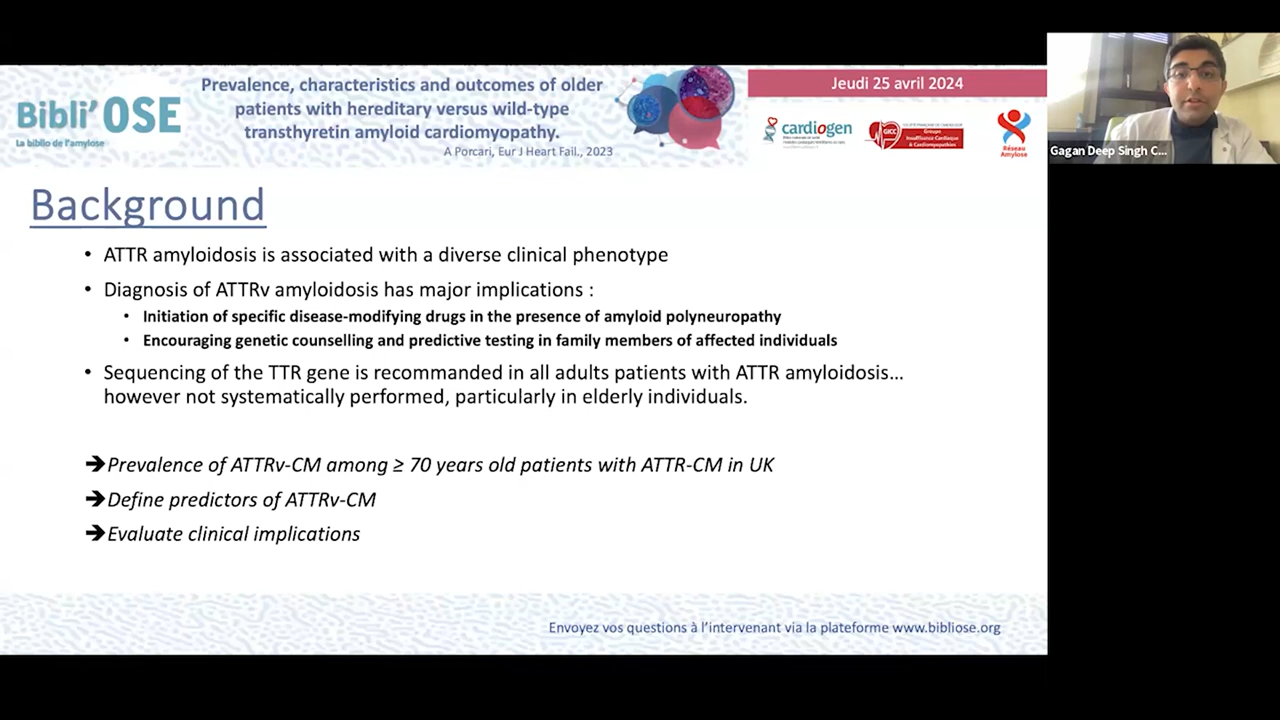 Bibli'OSE
La biblio de l'amylose
Prevalence, characteristics and outcomes of older
patients with hereditary versus wild-type
transthyretin amyloid cardiomyopathy.
A Porcari, Eur J Heart Fail., 2023
Jeudi 25 avril 2024
cardiogen
GICC
Groupe
Insuffisance Cardiaque
& Cardiomyopathies
Réseau
Amylose
Gagan Deep Singh C...
Background
• ATTR amyloidosis is associated with a diverse clinical phenotype
• Diagnosis of ATTRv amyloidosis has major implications :
• Initiation of specific disease-modifying drugs in the presence of amyloid polyneuropathy
• Encouraging genetic counselling and predictive testing in family members of affected individuals
• Sequencing of the TTR gene is recommanded in all adults patients with ATTR amyloidosis…
however not systematically performed, particularly in elderly individuals.
➔Prevalence of ATTRv-CM among ≥ 70 years old patients with ATTR-CM in UK
➔Define predictors of ATTRv-CM
➔Evaluate clinical implications
Envoyez vos questions à l'intervenant via la plateforme www.bibliose.org